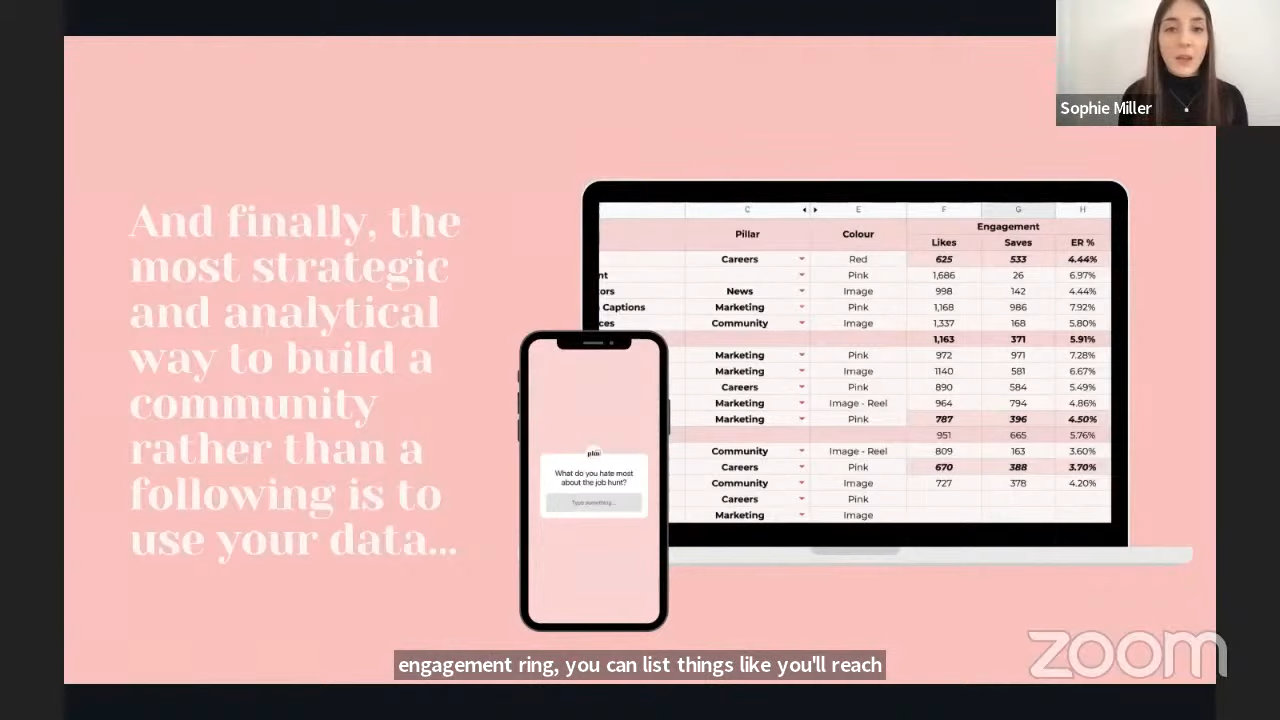 Sophie Miller
And finally, the
most strategic
and analytical
way to build a
community
rather than a
following is to
use your data...
C E F G H
Pillar Colour Engagement
Likes Saves ER %
Careers Red 625 533 4.44%
nt Pink 1,686 26 6.97%
ors News Image 998 142 4.44%
Captions Marketing Pink 1,168 986 7.92%
ces Community Image 1,337 168 5.80%
1,163 371 5.91%
Marketing Pink 972 971 7.28%
Marketing Image 1140 581 6.67%
Careers Pink 890 584 5.49%
Marketing Image - Reel 964 794 4.86%
Marketing Pink 787 396 4.50%
951 665 5.76%
Community Image - Reel 809 163 3.60%
Careers Pink 670 388 3.70%
Community Image 727 378 4.20%
Careers Pink
Marketing Image
What do you hate most
about the job hunt?
Type something...
engagement ring, you can list things like you'll reach
zoom